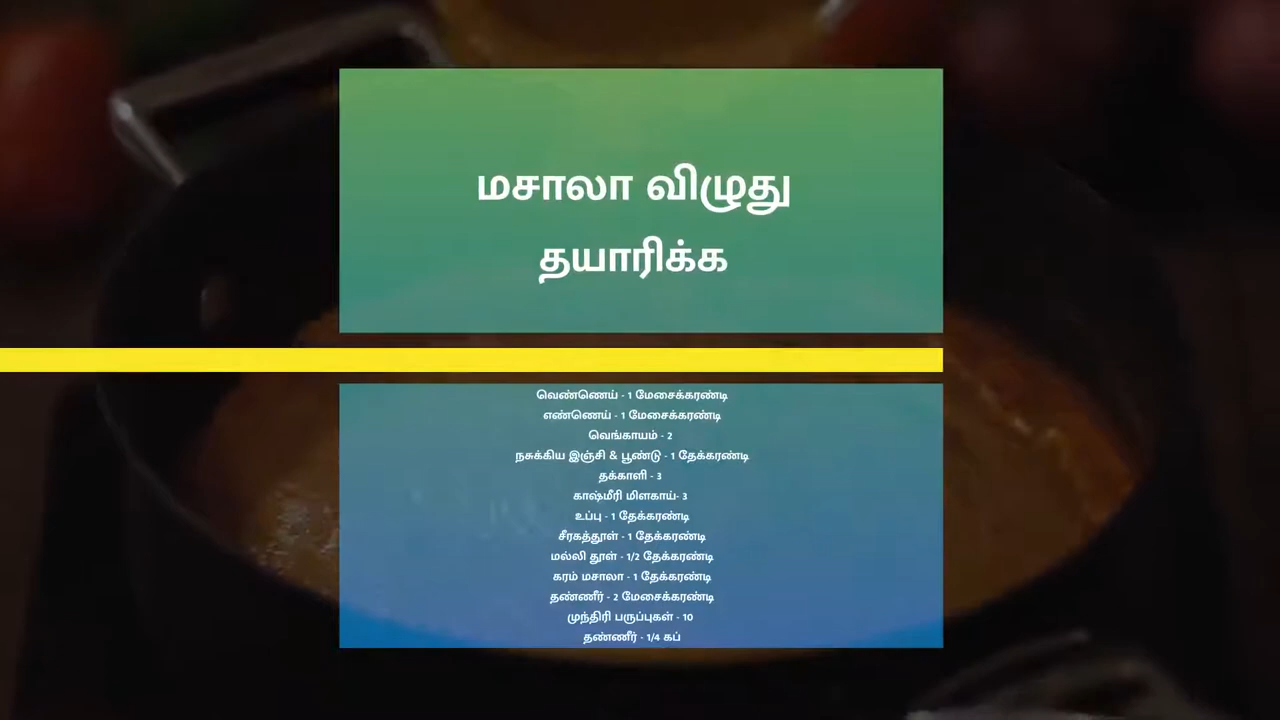 மசாலா விழுது
தயாரிக்க
வெண்ணெய் - 1 மேசைக்கரண்டி
எண்ணெய் - 1 மேசைக்கரண்டி
வெங்காயம் - 2
நசுக்கிய இஞ்சி & பூண்டு - 1 தேக்கரண்டி
தக்காளி - 3
காஷ்மீரி மிளகாய்- 3
உப்பு - 1 தேக்கரண்டி
சீரகத்தூள் - 1 தேக்கரண்டி
மல்லி தூள் - 1/2 தேக்கரண்டி
கரம் மசாலா - 1 தேக்கரண்டி
தண்ணீர் - 2 மேசைக்கரண்டி
முந்திரி பருப்புகள் - 10
தண்ணீர் - 1/4 கப்